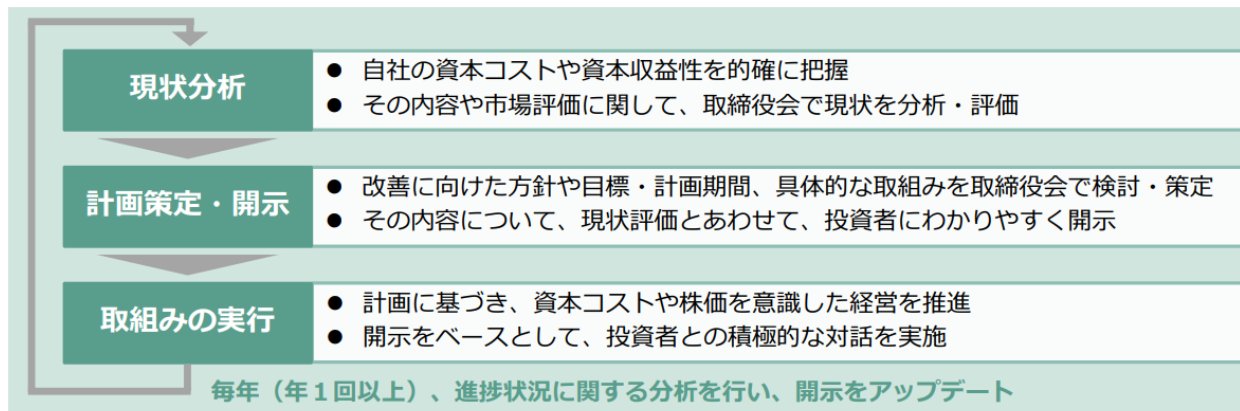 現状分析
● 自社の資本コストや資本収益性を的確に把握
● その内容や市場評価に関して、取締役会で現状を分析・評価
計画策定・開示
● 改善に向けた方針や目標・計画期間、具体的な取組みを取締役会で検討・策定
● その内容について、現状評価とあわせて、投資者にわかりやすく開示
取組みの実行
● 計画に基づき、資本コストや株価を意識した経営を推進
● 開示をベースとして、投資者との積極的な対話を実施
毎年（年１回以上）、進捗状況に関する分析を行い、開示をアップデート